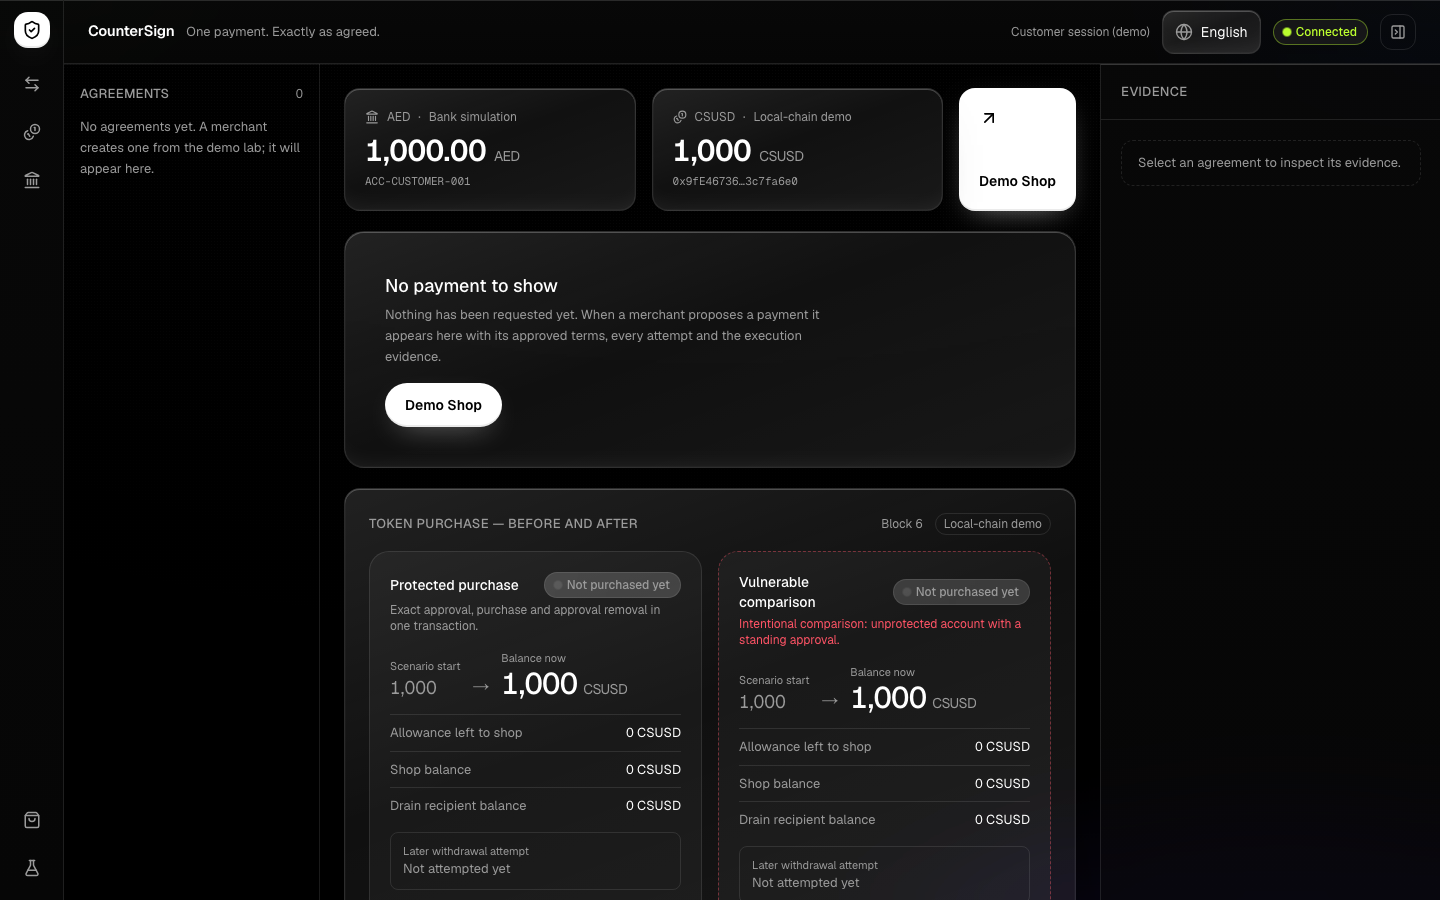 CounterSign One payment. Exactly as agreed.
Customer session (demo)
English
Connected
AGREEMENTS 0
No agreements yet. A merchant
creates one from the demo lab; it will
appear here.
AED · Bank simulation
1,000.00 AED
ACC-CUSTOMER-001
CSUSD · Local-chain demo
1,000 CSUSD
0x9fE46736…3c7fa6e0
Demo Shop
EVIDENCE
Select an agreement to inspect its evidence.
No payment to show
Nothing has been requested yet. When a merchant proposes a payment it
appears here with its approved terms, every attempt and the execution
evidence.
Demo Shop
TOKEN PURCHASE — BEFORE AND AFTER
Block 6
Local-chain demo
Protected purchase
Not purchased yet
Exact approval, purchase and approval removal in
one transaction.
Scenario start
1,000
→
Balance now
1,000 CSUSD
Allowance left to shop 0 CSUSD
Shop balance 0 CSUSD
Drain recipient balance 0 CSUSD
Later withdrawal attempt
Not attempted yet
Vulnerable
comparison
Not purchased yet
Intentional comparison: unprotected account with a
standing approval.
Scenario start
1,000
→
Balance now
1,000 CSUSD
Allowance left to shop 0 CSUSD
Shop balance 0 CSUSD
Drain recipient balance 0 CSUSD
Later withdrawal attempt
Not attempted yet